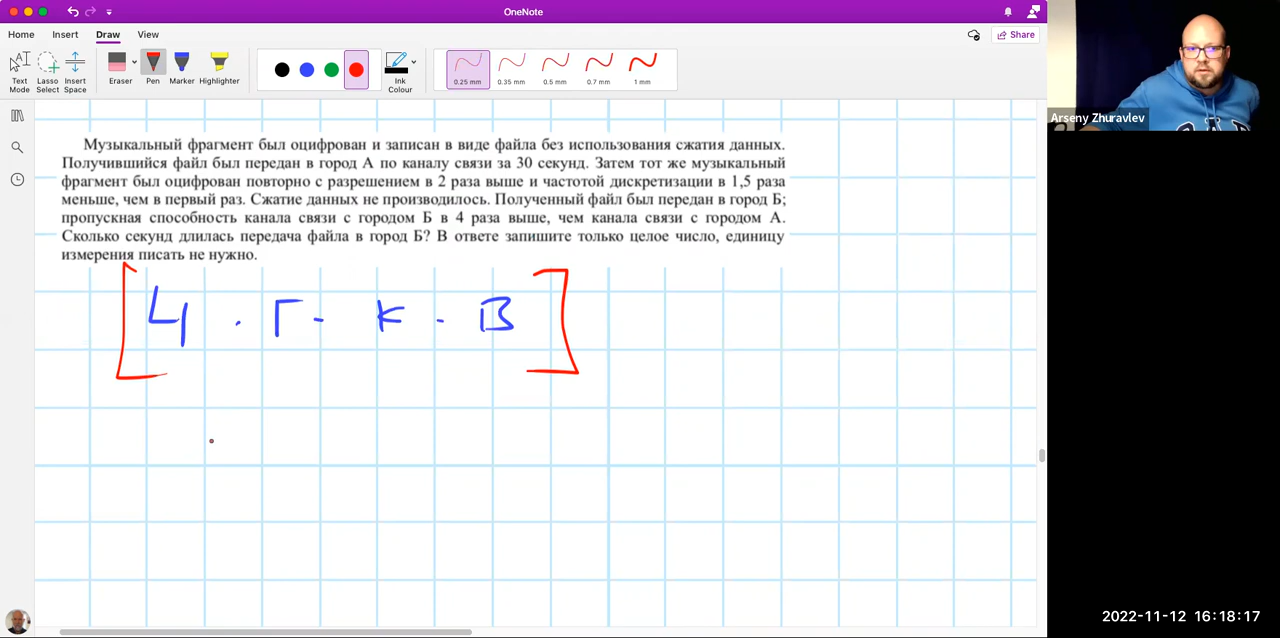 OneNote
Home Insert Draw View
Share
Text Mode
Lasso Select
Insert Space
Eraser
Pen
Marker
Highlighter
Ink Colour
0.25 mm
0.35 mm
0.5 mm
0.7 mm
1 mm
Arseny Zhuravlev
Музыкальный фрагмент был оцифрован и записан в виде файла без использования сжатия данных.
Получившийся файл был передан в город А по каналу связи за 30 секунд. Затем тот же музыкальный
фрагмент был оцифрован повторно с разрешением в 2 раза выше и частотой дискретизации в 1,5 раза
меньше, чем в первый раз. Сжатие данных не производилось. Полученный файл был передан в город Б;
пропускная способность канала связи с городом Б в 4 раза выше, чем канала связи с городом А.
Сколько секунд длилась передача файла в город Б? В ответе запишите только целое число, единицу
измерения писать не нужно.
[Ц · Г · К · В]
2022-11-12 16:18:17